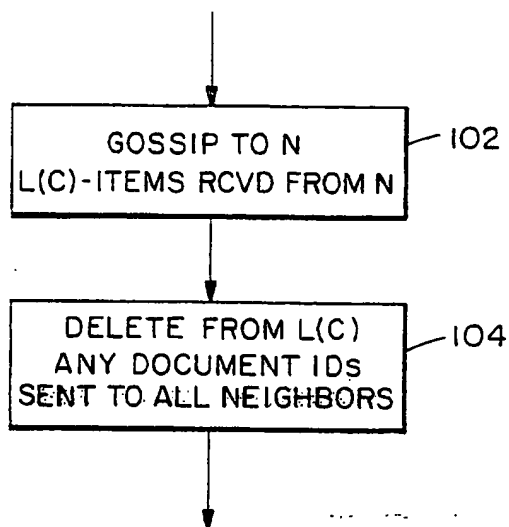 GOSSIP TO N
L(C)-ITEMS RCVD FROM N
102
DELETE FROM L(C)
ANY DOCUMENT IDs
SENT TO ALL NEIGHBORS
104